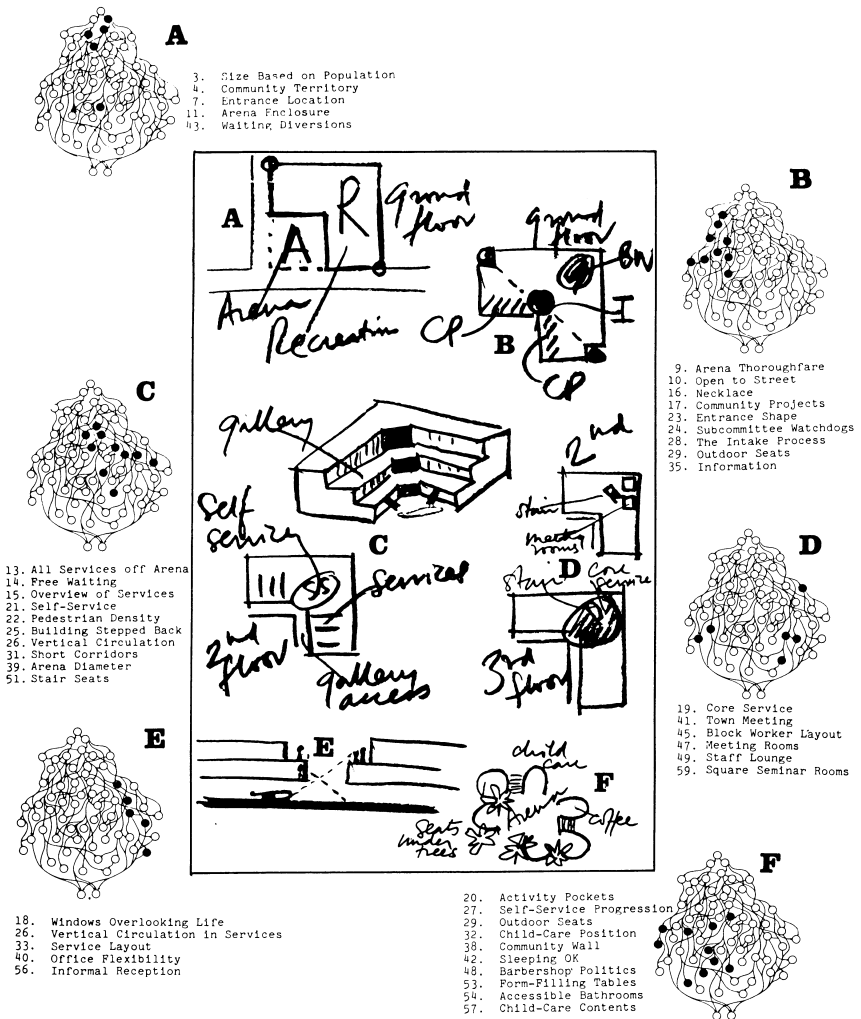 A
3. Size Based on Population
4. Community Territory
7. Entrance Location
11. Arena Enclosure
43. Waiting Diversions
A
A
R
ground floor
Arena
Recreation
ground floor
BW
I
CP
B
CP
B
9. Arena Thoroughfare
10. Open to Street
16. Necklace
17. Community Projects
23. Entrance Shape
24. Subcommittee Watchdogs
28. The Intake Process
29. Outdoor Seats
35. Information
C
13. All Services off Arena
14. Free Waiting
15. Overview of Services
21. Self-Service
22. Pedestrian Density
25. Building Stepped Back
26. Vertical Circulation
31. Short Corridors
39. Arena Diameter
51. Stair Seats
gallery
Self
service
C
SS
Services
2nd
floor
gallery
access
2nd
stair
meeting
rooms
D
stair
core
service
3rd
floor
D
19. Core Service
41. Town Meeting
45. Block Worker Layout
47. Meeting Rooms
49. Staff Lounge
59. Square Seminar Rooms
E
E
child
care
F
Arena
coffee
seats
under
trees
18. Windows Overlooking Life
26. Vertical Circulation in Services
33. Service Layout
40. Office Flexibility
56. Informal Reception
F
20. Activity Pockets
27. Self-Service Progression
29. Outdoor Seats
32. Child-Care Position
38. Community Wall
42. Sleeping OK
48. Barbershop Politics
53. Form-Filling Tables
54. Accessible Bathrooms
57. Child-Care Contents